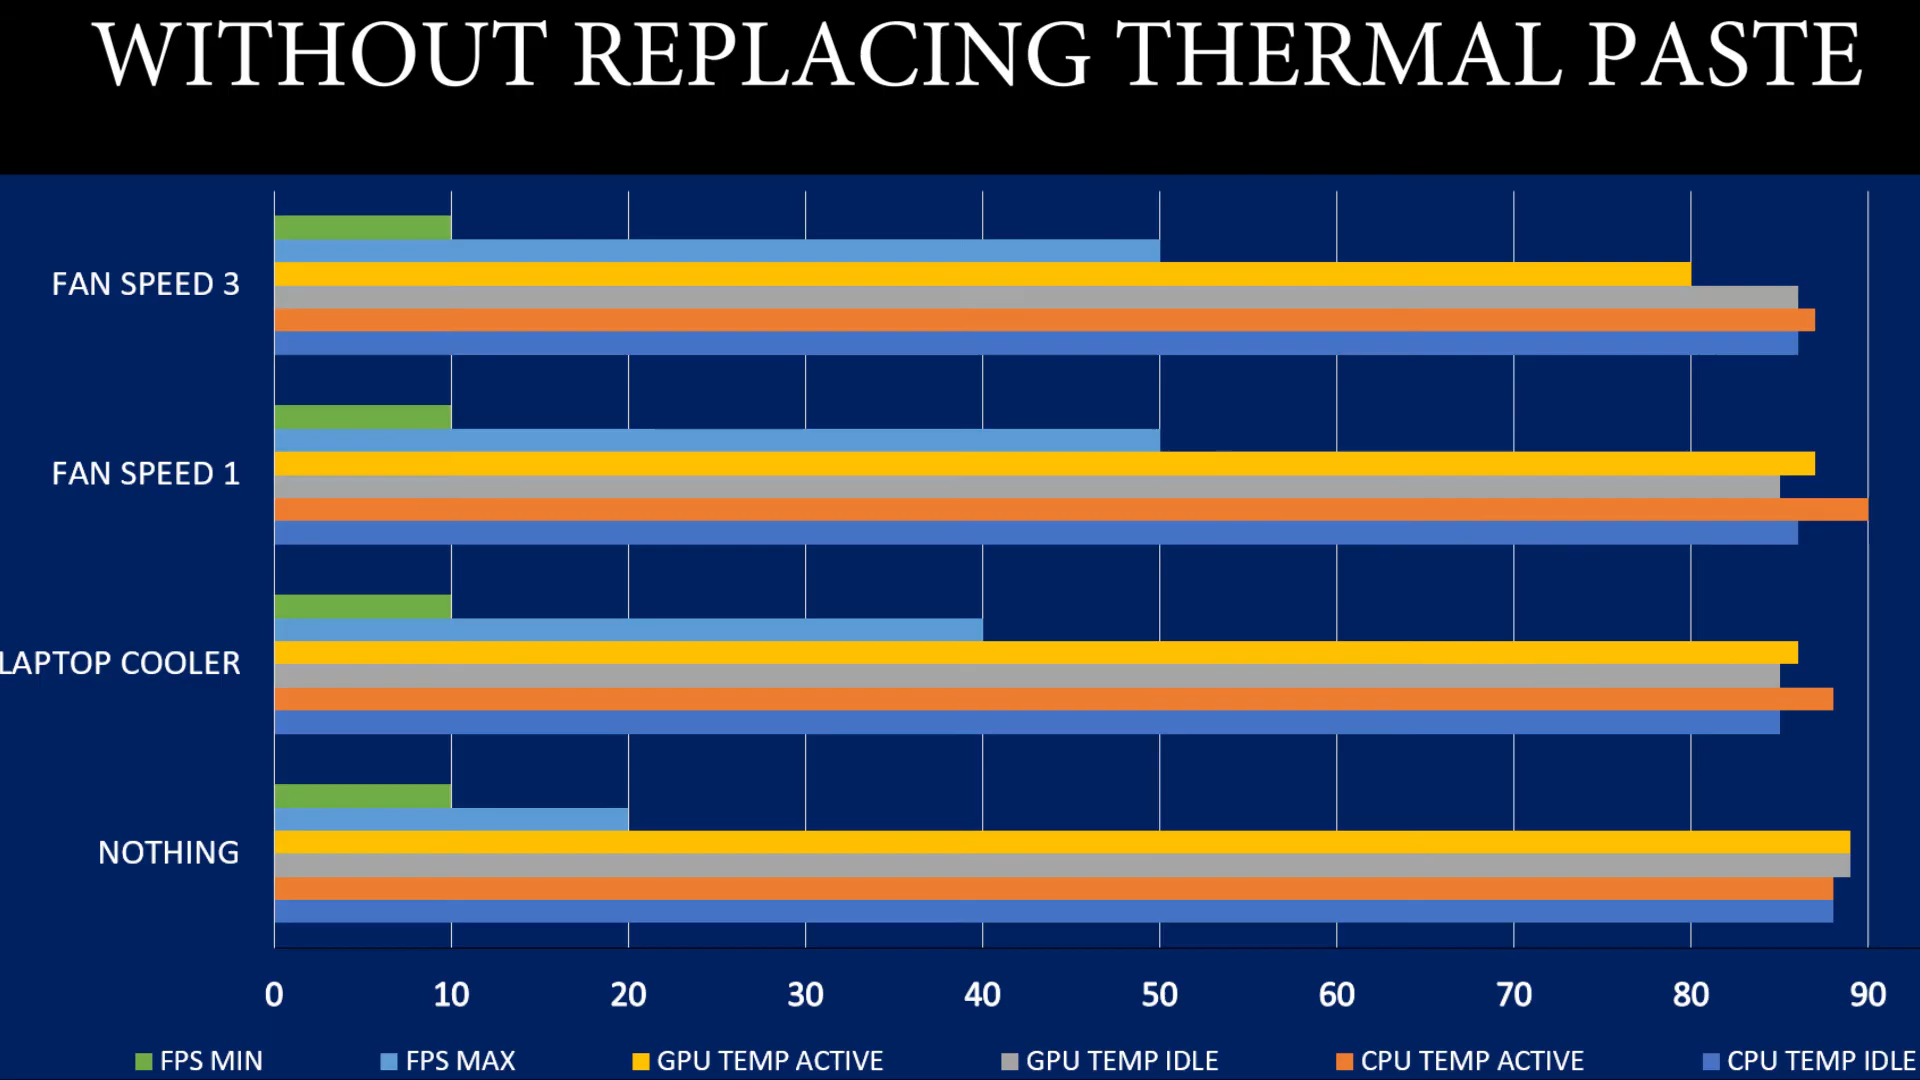 WITHOUT REPLACING THERMAL PASTE
FAN SPEED 3
FAN SPEED 1
LAPTOP COOLER
NOTHING
0 10 20 30 40 50 60 70 80 90
FPS MIN FPS MAX GPU TEMP ACTIVE GPU TEMP IDLE CPU TEMP ACTIVE CPU TEMP IDLE